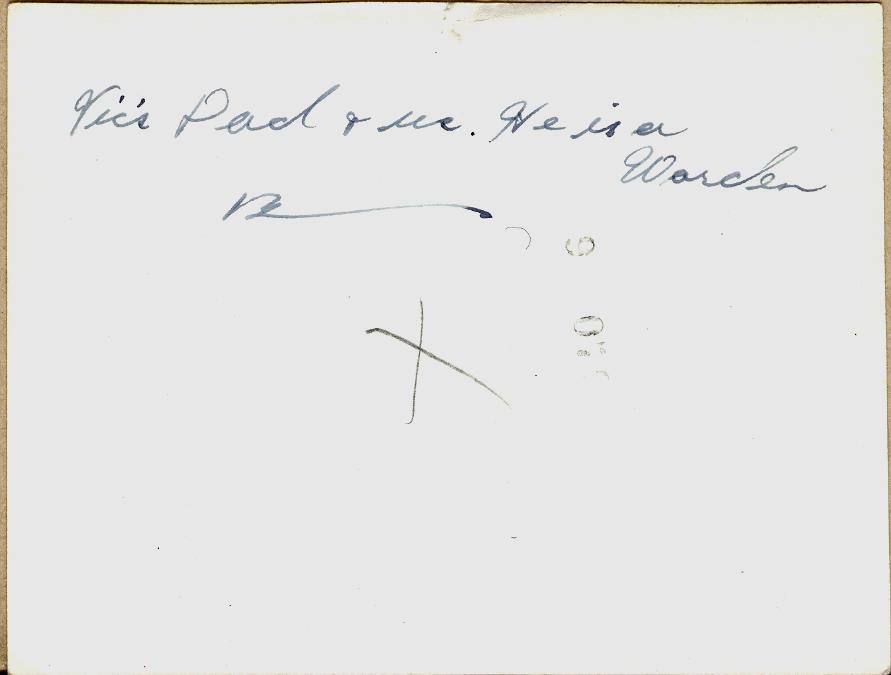 Vic's Dad & me. He is a
Warden